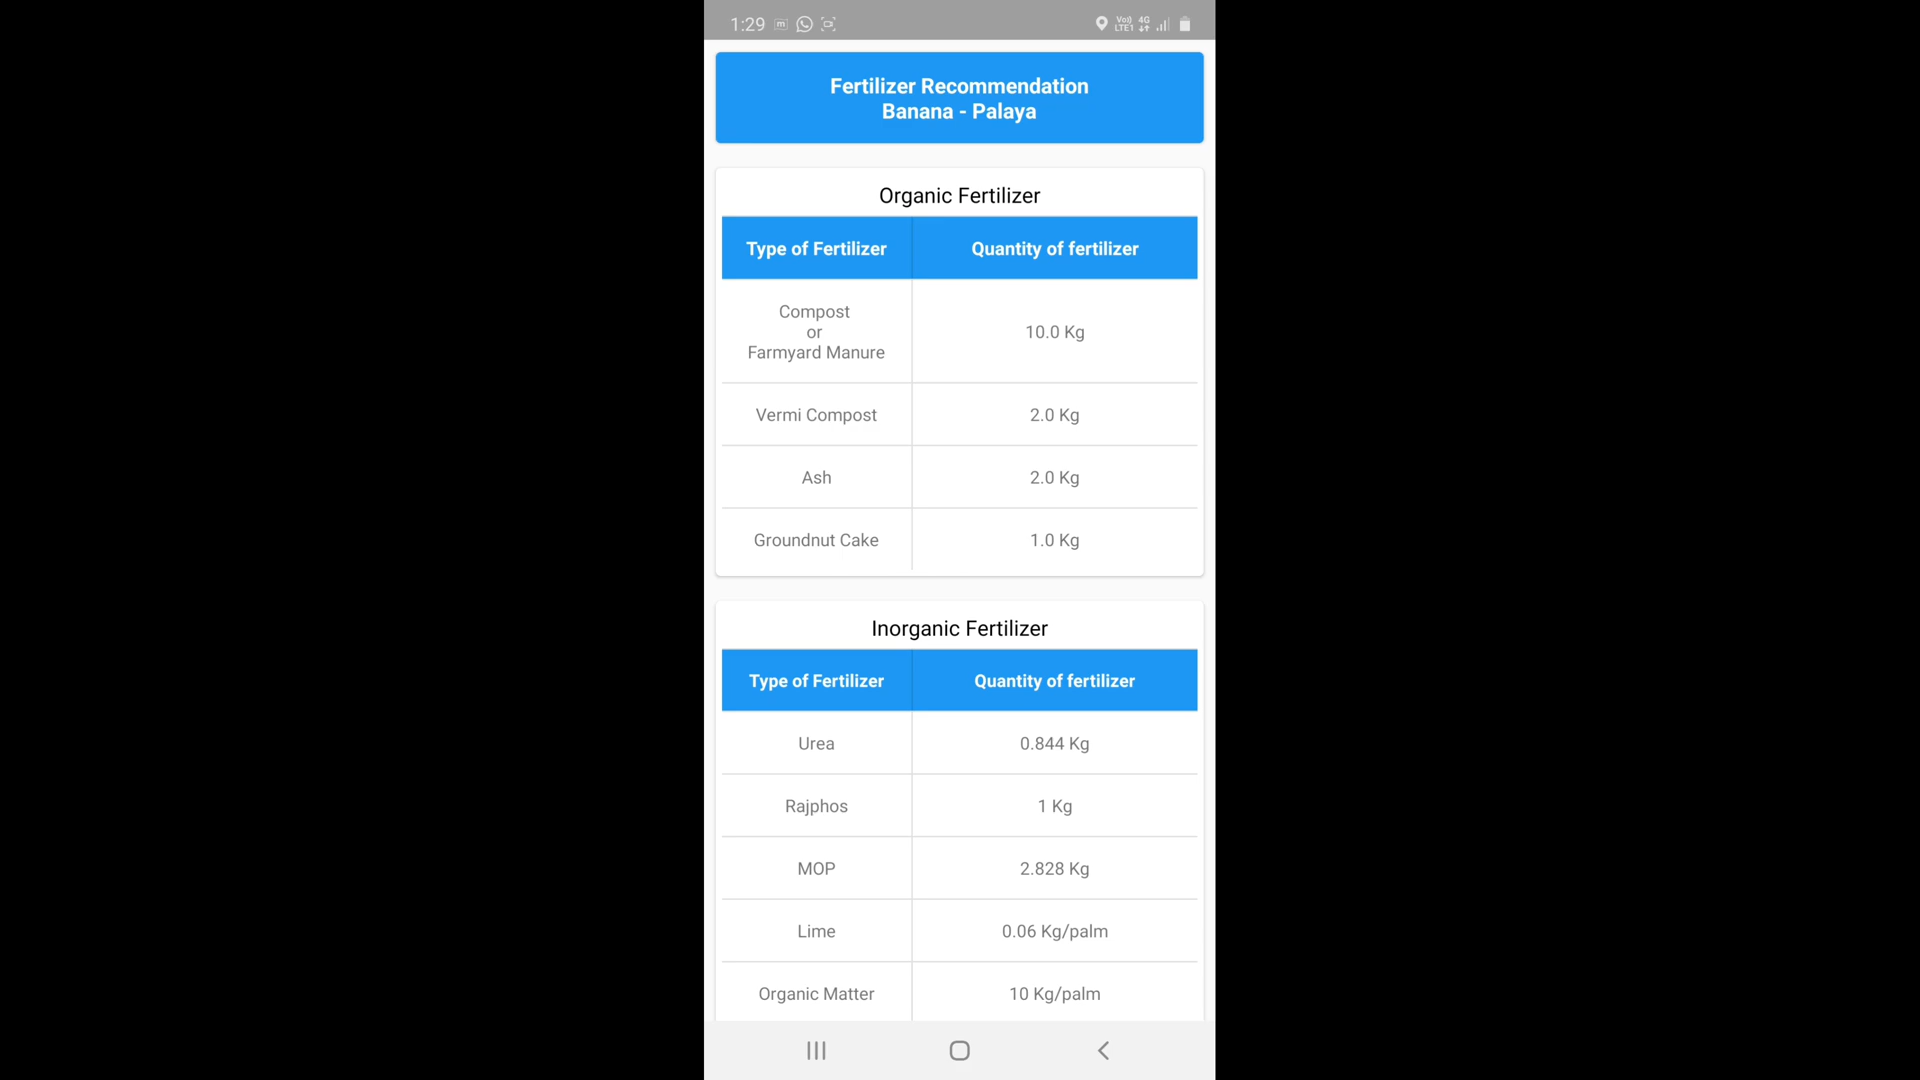 1:29
Vo)) 4G
LTE1
Fertilizer Recommendation
Banana - Palaya
Organic Fertilizer
Type of Fertilizer Quantity of fertilizer
Compost
or
Farmyard Manure
10.0 Kg
Vermi Compost 2.0 Kg
Ash 2.0 Kg
Groundnut Cake 1.0 Kg
Inorganic Fertilizer
Type of Fertilizer Quantity of fertilizer
Urea 0.844 Kg
Rajphos 1 Kg
MOP 2.828 Kg
Lime 0.06 Kg/palm
Organic Matter 10 Kg/palm